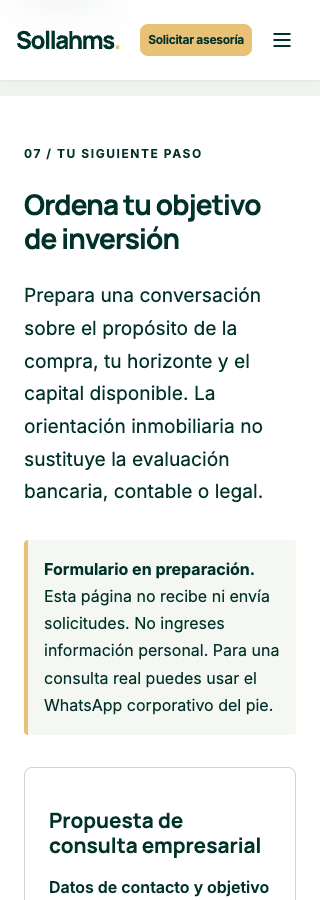 Sollahms.
Solicitar asesoría
07 / TU SIGUIENTE PASO
Ordena tu objetivo
de inversión
Prepara una conversación
sobre el propósito de la
compra, tu horizonte y el
capital disponible. La
orientación inmobiliaria no
sustituye la evaluación
bancaria, contable o legal.
Formulario en preparación.
Esta página no recibe ni envía
solicitudes. No ingreses
información personal. Para una
consulta real puedes usar el
WhatsApp corporativo del pie.
Propuesta de
consulta empresarial
Datos de contacto y objetivo